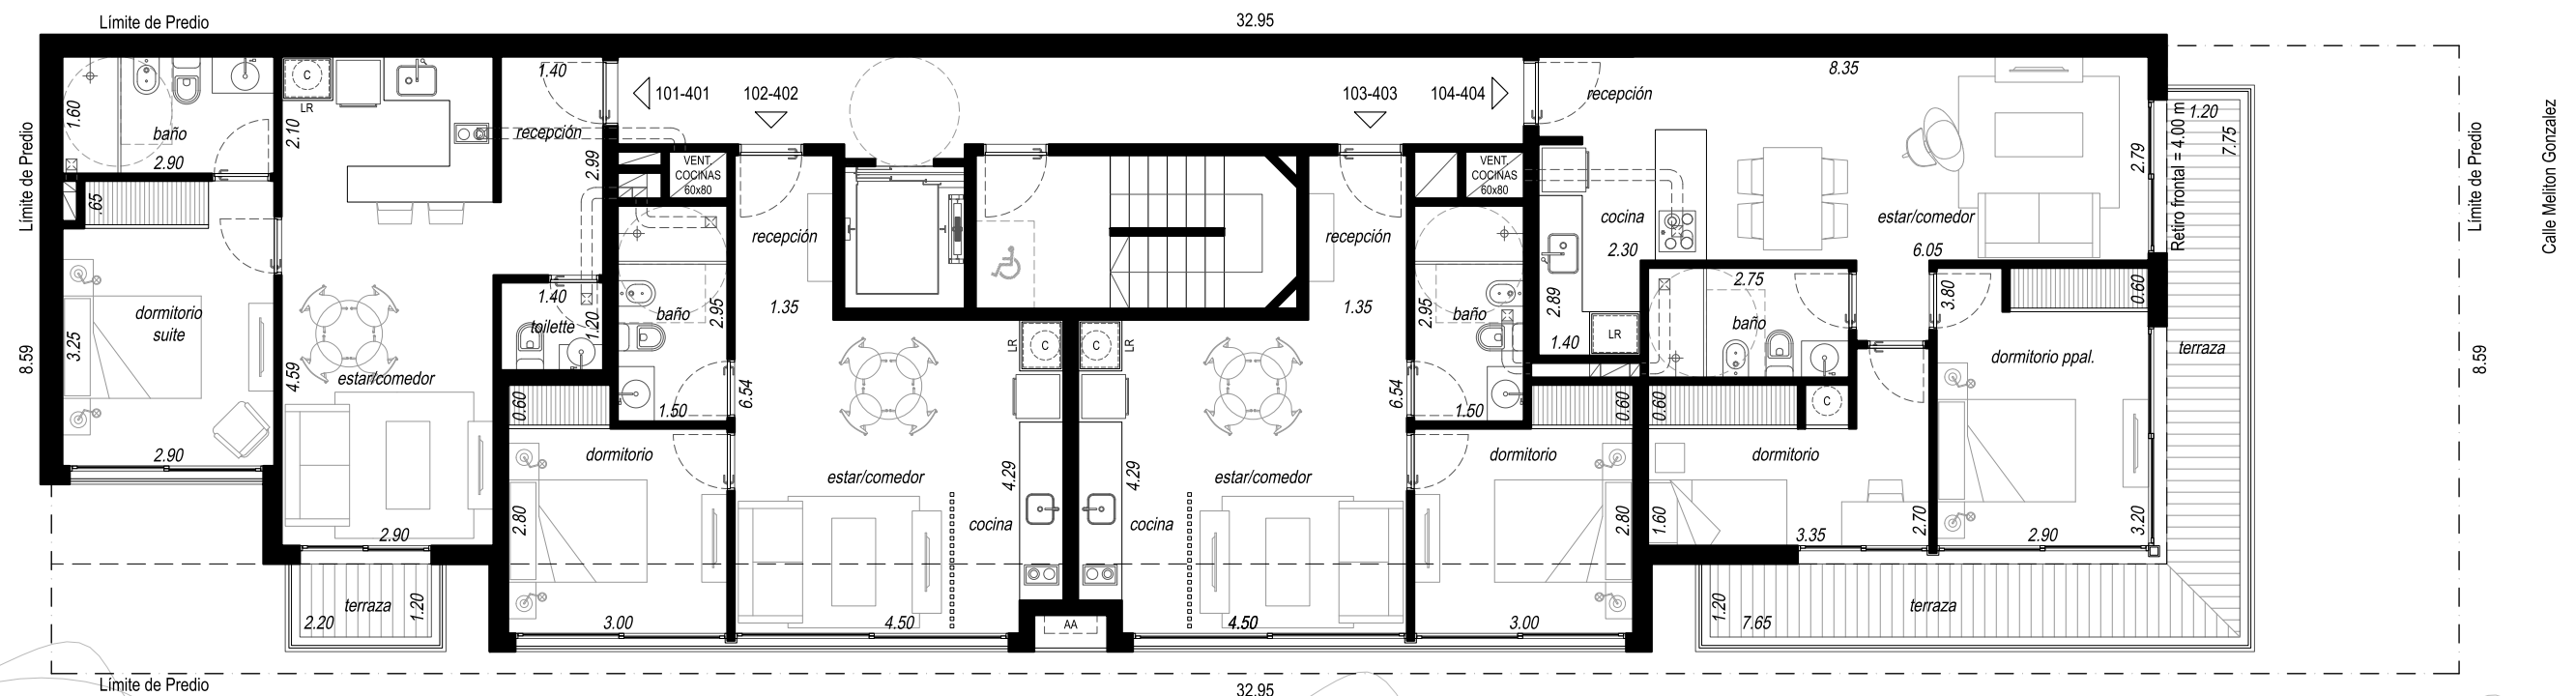 Límite de Predio
32.95
Límite de Predio
8.59
1.60
baño
2.90
.65
dormitorio
suite
3.25
2.90
C
LR
2.10
recepción
1.40
2.99
estar/comedor
4.59
2.90
1.40
toilette
1.20
terraza
2.20
1.20
101-401
102-402
103-403
104-404
VENT.
COCINAS
60x80
recepción
1.35
baño
2.95
1.50
6.54
0.60
dormitorio
2.80
3.00
estar/comedor
4.50
4.29
cocina
LR
C
AA
C
LR
4.29
cocina
estar/comedor
4.50
recepción
1.35
6.54
VENT.
COCINAS
60x80
baño
2.95
1.50
dormitorio
0.60
2.80
3.00
recepción
8.35
cocina
2.30
2.89
1.40
LR
estar/comedor
6.05
2.79
2.75
baño
3.80
0.60
dormitorio ppal.
2.90
3.20
0.60
C
dormitorio
1.60
3.35
2.70
1.20
7.75
terraza
terraza
1.20
7.65
Retiro frontal = 4.00 m
Límite de Predio
8.59
Calle Meliton Gonzalez
Límite de Predio
32.95